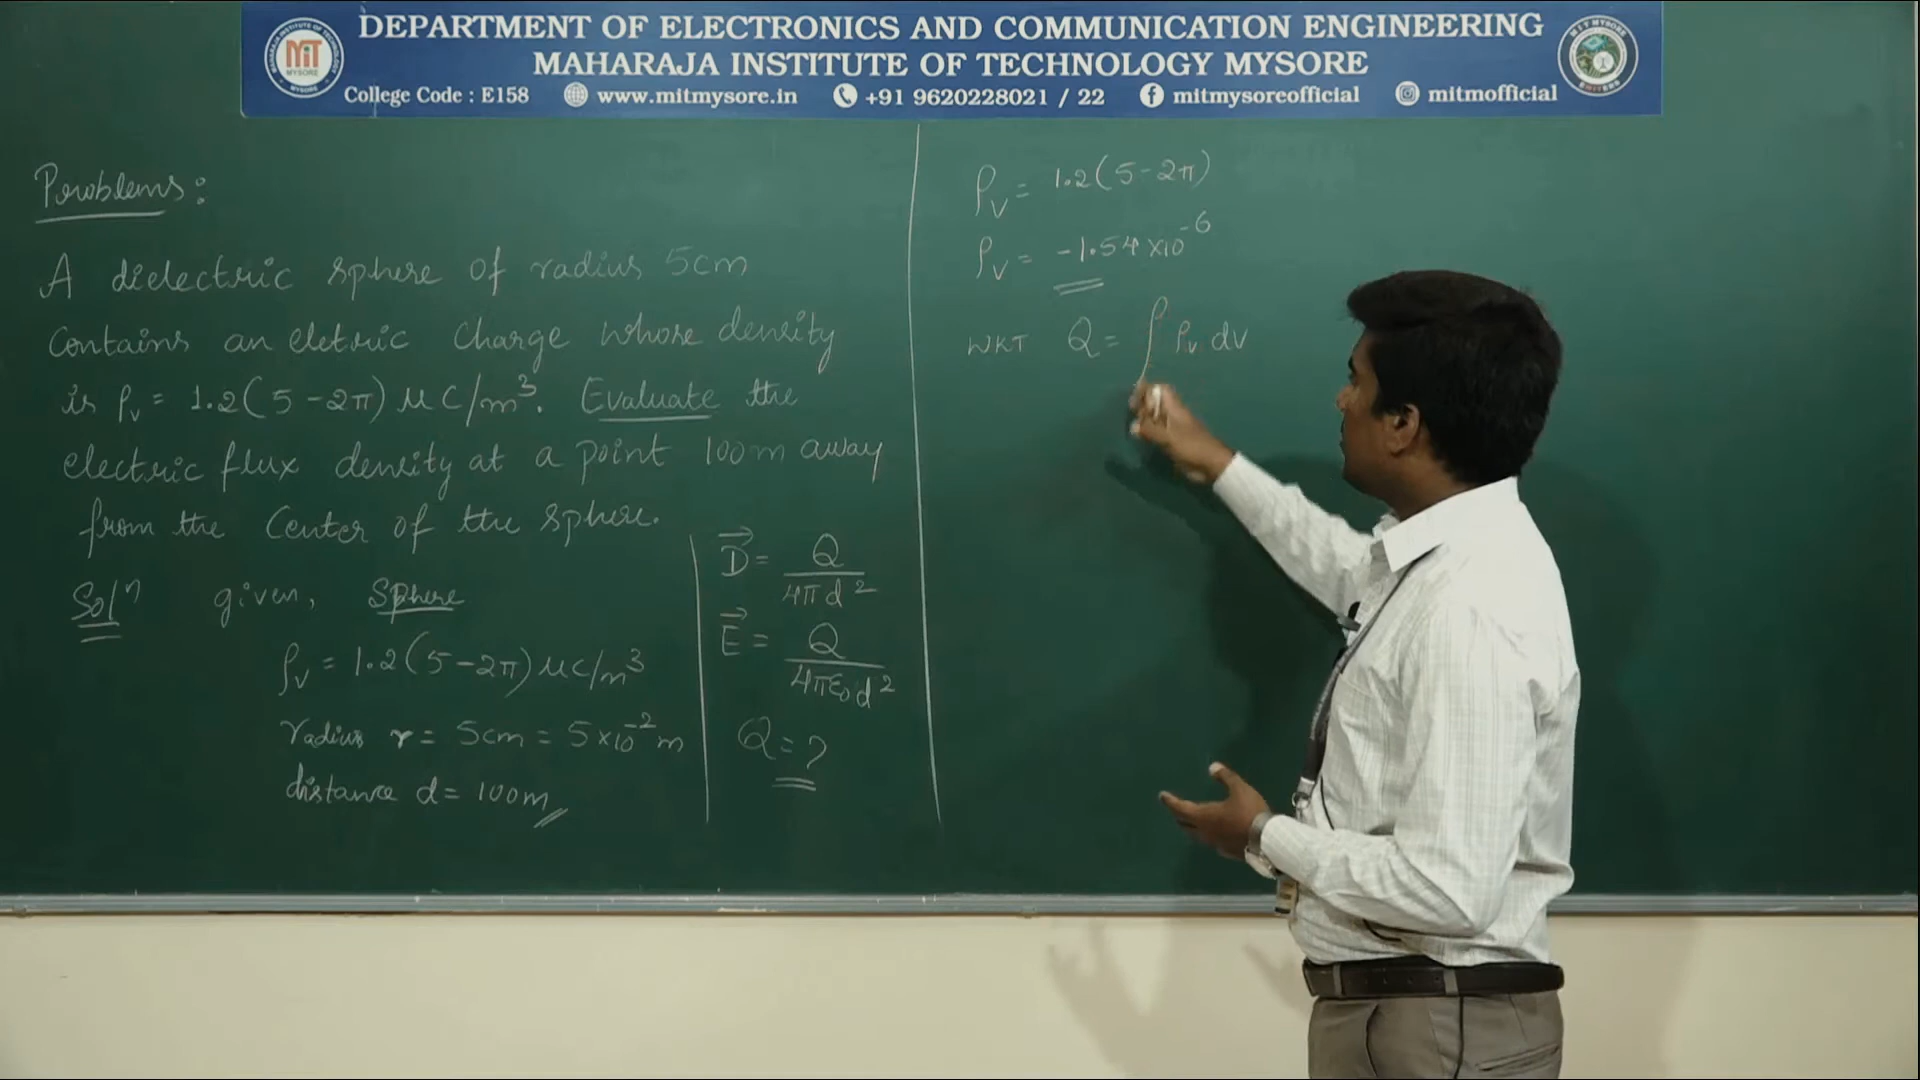 DEPARTMENT OF ELECTRONICS AND COMMUNICATION ENGINEERING
MAHARAJA INSTITUTE OF TECHNOLOGY MYSORE
College Code : E158 www.mitmysore.in +91 9620228021 / 22 mitmysoreofficial mitmofficial
MIT
MYSORE
Problems:
A dielectric sphere of radius 5cm
contains an eletric charge whose density
is ρᵥ = 1.2(5-2π) μC/m³. Evaluate the
electric flux density at a point 100m away
from the center of the sphere.
Solⁿ given, Sphere
ρᵥ = 1.2(5-2π) μC/m³
radius r = 5cm = 5×10⁻² m
distance d = 100m
D⃗ = Q / 4πd²
E⃗ = Q / 4πε₀d²
Q = ?
ρᵥ = 1.2(5-2π)
ρᵥ = -1.54×10⁻⁶
WKT Q = ∫ ρᵥ dv